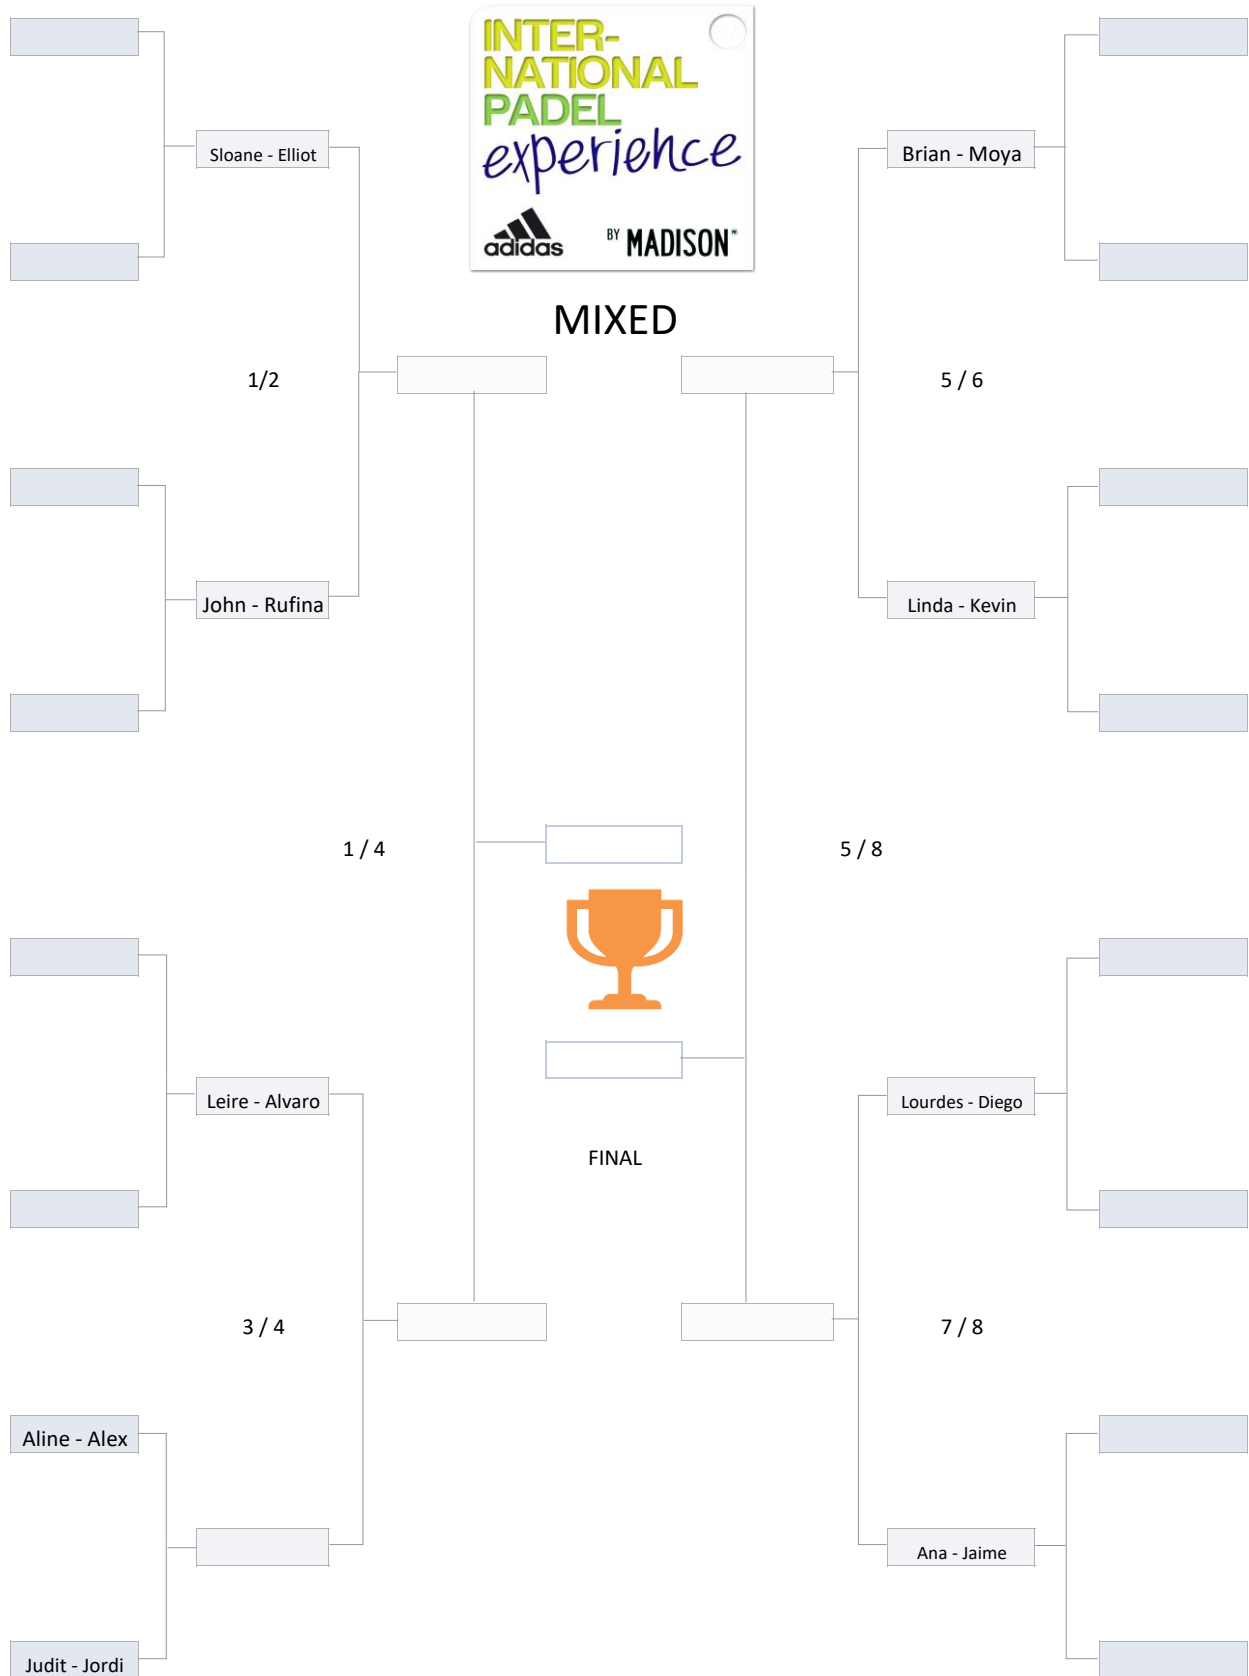 INTER-
NATIONAL
PADEL
experience
adidas
BY MADISON
MIXED
Sloane - Elliot
Brian - Moya
1/2
5 / 6
John - Rufina
Linda - Kevin
1 / 4
5 / 8
Leire - Alvaro
Lourdes - Diego
FINAL
3 / 4
7 / 8
Aline - Alex
Ana - Jaime
Judit - Jordi